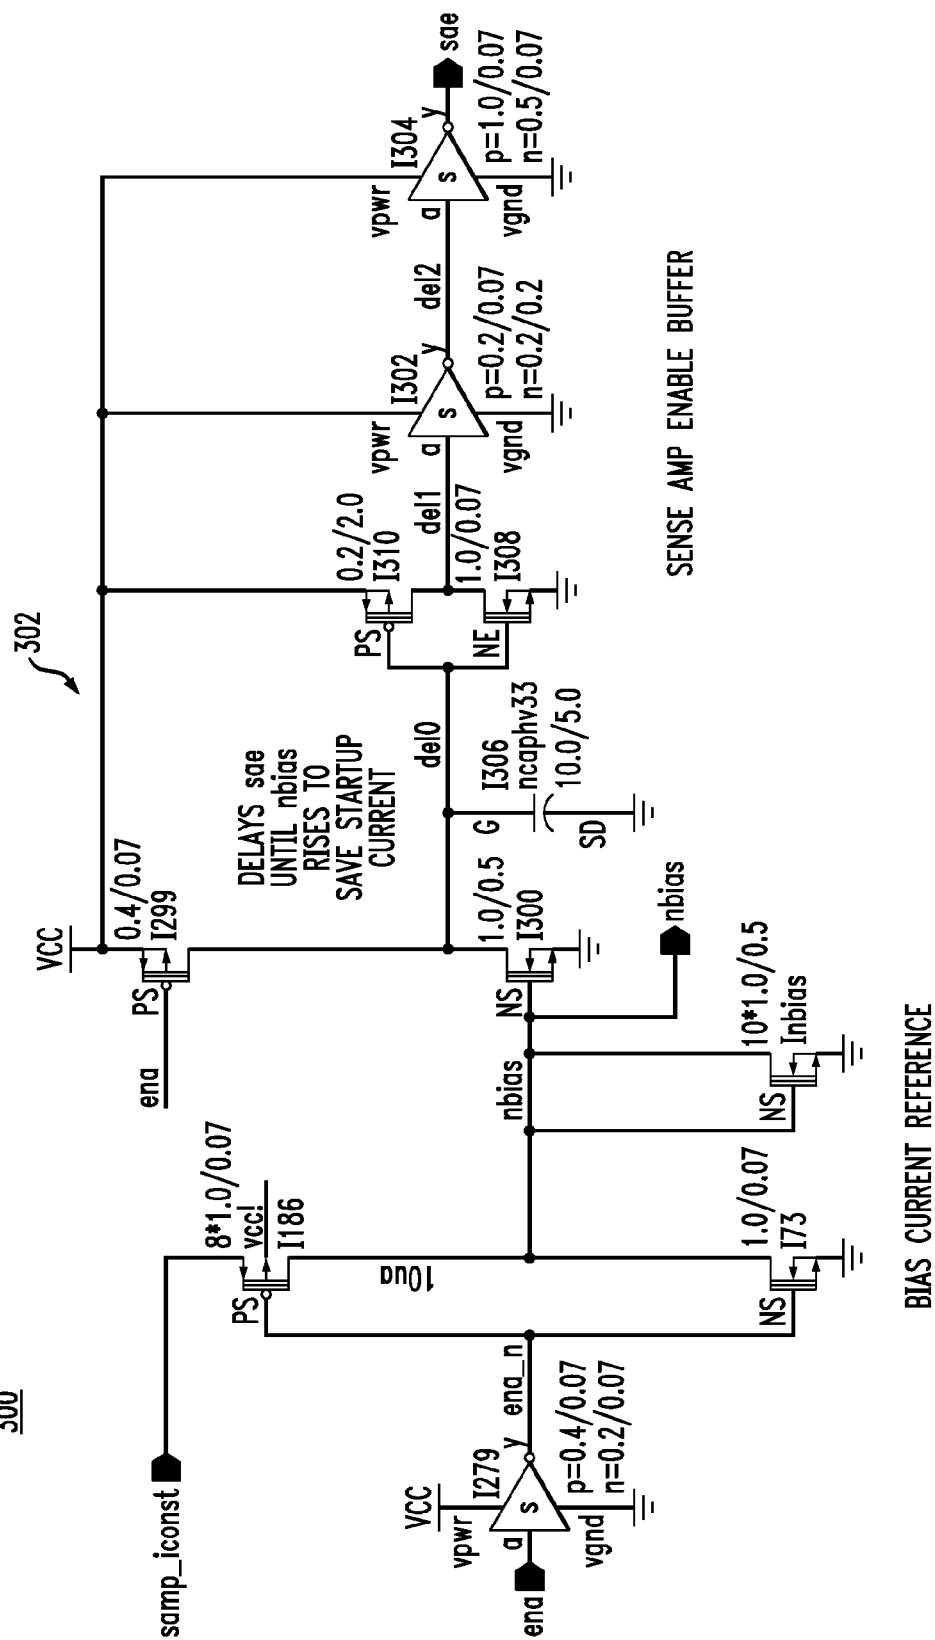 300
302
samp_iconst
ena
VCC
vpwr
a
s
vgnd
I279
y
p=0.4/0.07
n=0.2/0.07
ena_n
PS
8*1.0/0.07
vcc!
I186
10ua
NS
1.0/0.07
I73
nbias
NS
10*1.0/0.5
Inbias
nbias
BIAS CURRENT REFERENCE
ena
VCC
PS
0.4/0.07
I299
NS
1.0/0.5
I300
DELAYS sae
UNTIL nbias
RISES TO
SAVE STARTUP
CURRENT
G
SD
I306
ncaphv33
10.0/5.0
del0
PS
0.2/2.0
I310
NE
1.0/0.07
I308
del1
vpwr
a
s
vgnd
I302
y
p=0.2/0.07
n=0.2/0.2
del2
vpwr
a
s
vgnd
I304
y
p=1.0/0.07
n=0.5/0.07
sae
SENSE AMP ENABLE BUFFER